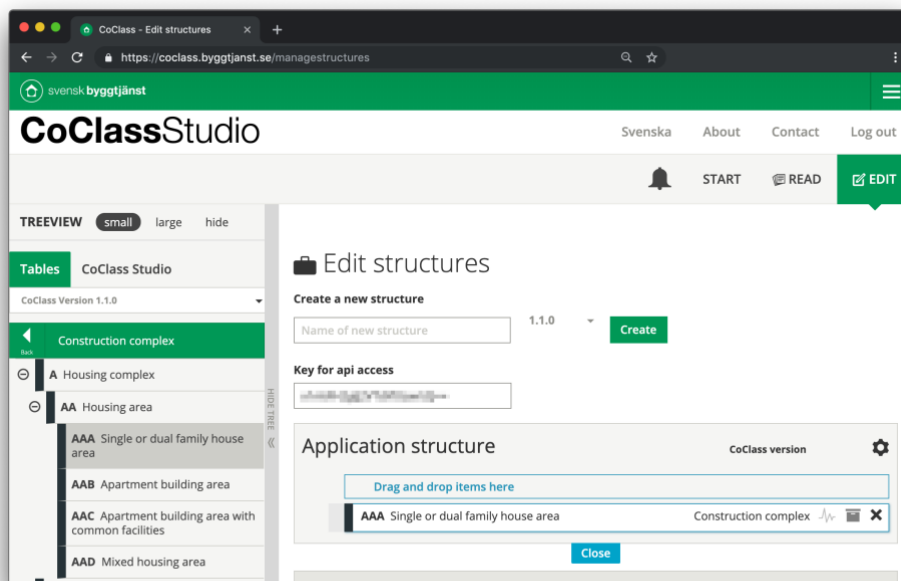 CoClass - Edit structures
https://coclass.byggtjanst.se/managestructures
svensk byggtjänst
CoClassStudio
Svenska About Contact Log out
START READ EDIT
TREEVIEW small large hide
Tables CoClass Studio
CoClass Version 1.1.0
Back
Construction complex
A Housing complex
AA Housing area
AAA Single or dual family house
area
AAB Apartment building area
AAC Apartment building area with
common facilities
AAD Mixed housing area
HIDE TREE
Edit structures
Create a new structure
Name of new structure 1.1.0 Create
Key for api access
Application structure CoClass version
Drag and drop items here
AAA Single or dual family house area Construction complex
Close